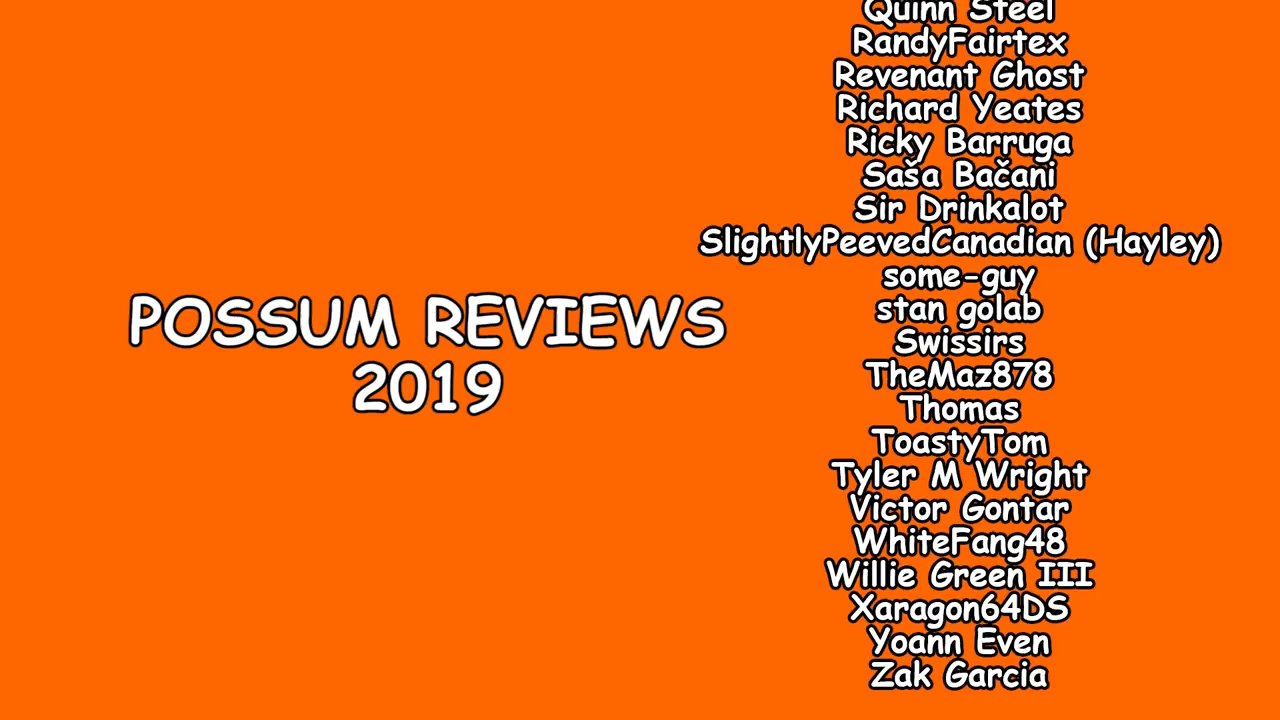 POSSUM REVIEWS
2019
Quinn Steel
RandyFairtex
Revenant Ghost
Richard Yeates
Ricky Barruga
Saša Bačani
Sir Drinkalot
SlightlyPeevedCanadian (Hayley)
some-guy
stan golab
Swissirs
TheMaz878
Thomas
ToastyTom
Tyler M Wright
Victor Gontar
WhiteFang48
Willie Green III
Xaragon64DS
Yoann Even
Zak Garcia